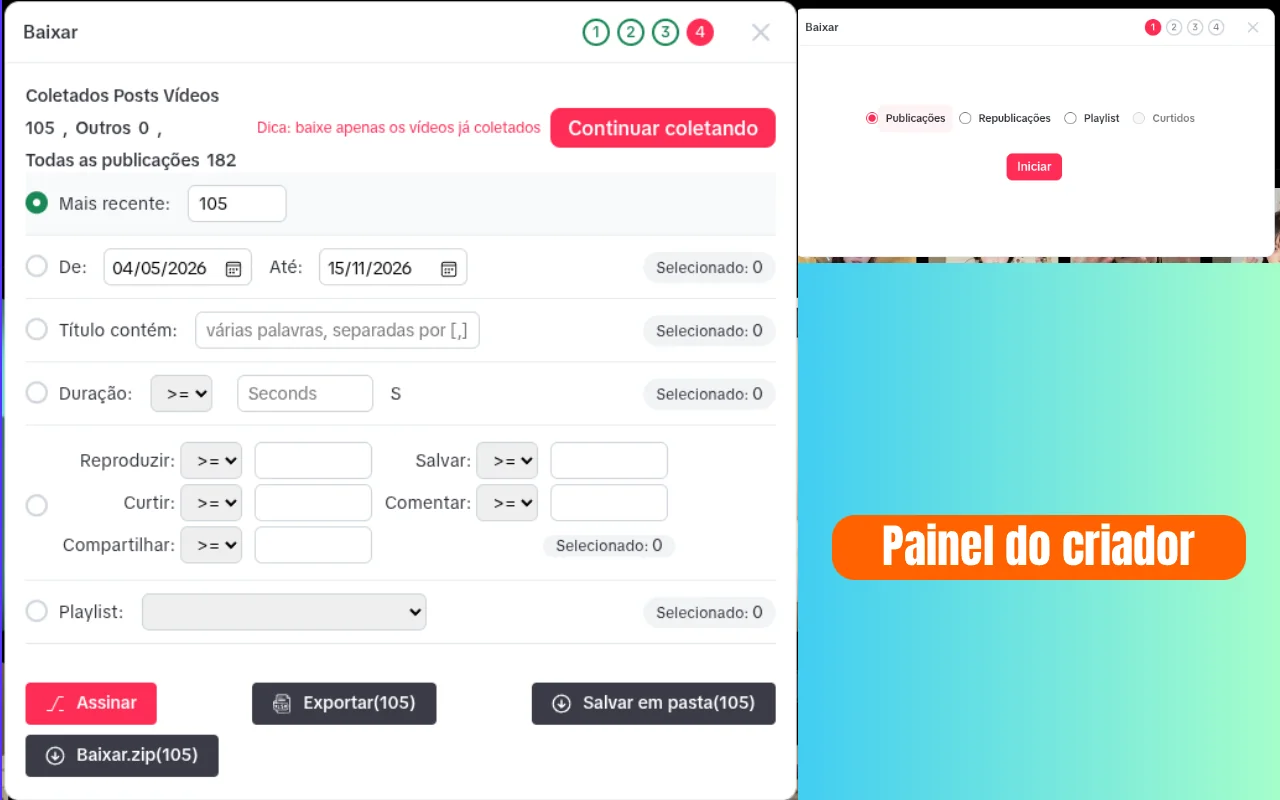 Baixar
1 2 3 4
Coletados Posts Vídeos
105 , Outros 0 ,
Todas as publicações 182
Dica: baixe apenas os vídeos já coletados
Continuar coletando
Mais recente: 105
De: 04/05/2026 Até: 15/11/2026 Selecionado: 0
Título contém: várias palavras, separadas por [,] Selecionado: 0
Duração: >= Seconds S Selecionado: 0
Reproduzir: >= Salvar: >=
Curtir: >= Comentar: >=
Compartilhar: >= Selecionado: 0
Playlist: Selecionado: 0
Assinar Exportar(105) Salvar em pasta(105)
Baixar.zip(105)
Baixar
1 2 3 4
Publicações Republicações Playlist Curtidos
Iniciar
Painel do criador